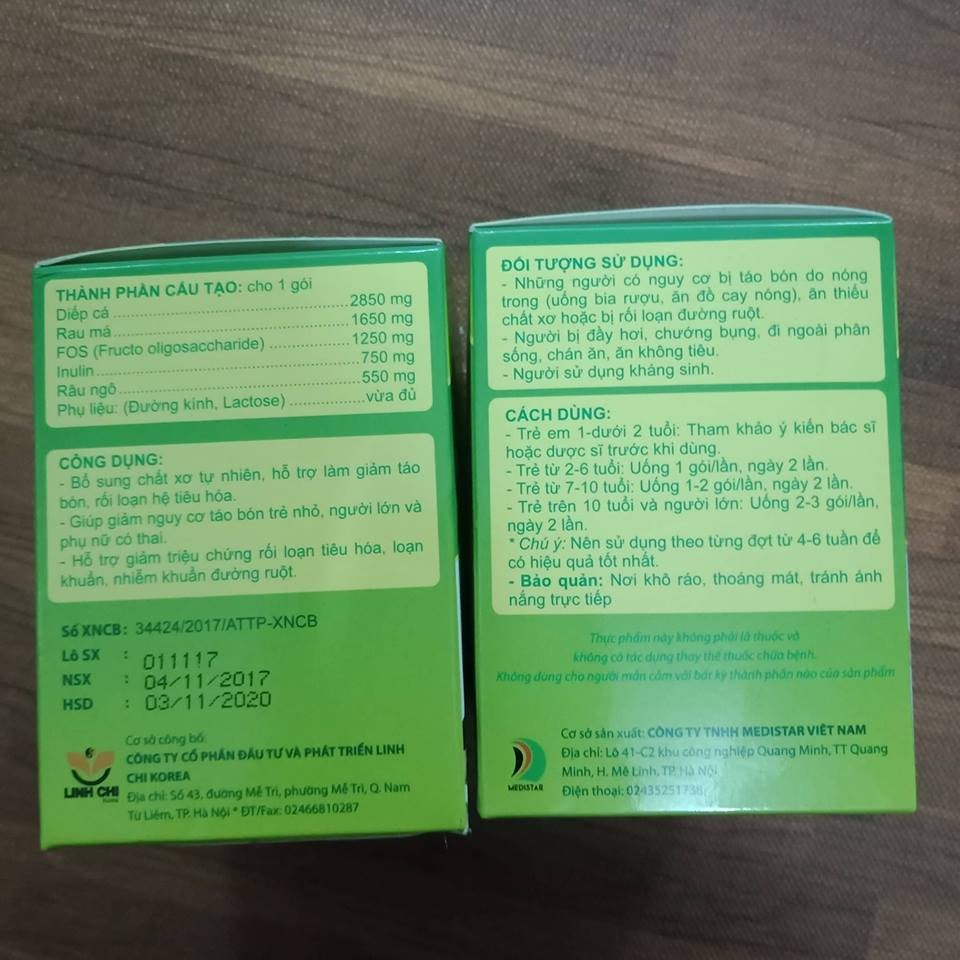 THÀNH PHẦN CẤU TẠO: cho 1 gói
Diếp cá ........ 2850 mg
Rau má ........ 1650 mg
FOS (Fructo oligosaccharide) ........ 1250 mg
Inulin ........ 750 mg
Râu ngô ........ 550 mg
Phụ liệu: (Đường kính, Lactose) ........ vừa đủ
CÔNG DỤNG:
- Bổ sung chất xơ tự nhiên, hỗ trợ làm giảm táo
bón, rối loạn hệ tiêu hóa.
- Giúp giảm nguy cơ táo bón trẻ nhỏ, người lớn và
phụ nữ có thai.
- Hỗ trợ giảm triệu chứng rối loạn tiêu hóa, loạn
khuẩn, nhiễm khuẩn đường ruột.
Số XNCB: 34424/2017/ATTP-XNCB
Lô SX : 011117
NSX : 04/11/2017
HSD : 03/11/2020
Cơ sở công bố:
CÔNG TY CỔ PHẦN ĐẦU TƯ VÀ PHÁT TRIỂN LINH
CHI KOREA
Địa chỉ: Số 43, đường Mễ Trì, phường Mễ Trì, Q. Nam
Từ Liêm, TP. Hà Nội * ĐT/Fax: 02466810287
LINH CHI
ĐỐI TƯỢNG SỬ DỤNG:
- Những người có nguy cơ bị táo bón do nóng
trong (uống bia rượu, ăn đồ cay nóng), ăn thiếu
chất xơ hoặc bị rối loạn đường ruột.
- Người bị đầy hơi, chướng bụng, đi ngoài phân
sống, chán ăn, ăn không tiêu.
- Người sử dụng kháng sinh.
CÁCH DÙNG:
- Trẻ em 1-dưới 2 tuổi: Tham khảo ý kiến bác sĩ
hoặc dược sĩ trước khi dùng.
- Trẻ từ 2-6 tuổi: Uống 1 gói/lần, ngày 2 lần.
- Trẻ từ 7-10 tuổi: Uống 1-2 gói/lần, ngày 2 lần.
- Trẻ trên 10 tuổi và người lớn: Uống 2-3 gói/lần,
ngày 2 lần.
* Chú ý: Nên sử dụng theo từng đợt từ 4-6 tuần để
có hiệu quả tốt nhất.
- Bảo quản: Nơi khô ráo, thoáng mát, tránh ánh
nắng trực tiếp
Thực phẩm này không phải là thuốc và
không có tác dụng thay thế thuốc chữa bệnh.
Không dùng cho người mẫn cảm với bất kỳ thành phần nào của sản phẩm
Cơ sở sản xuất: CÔNG TY TNHH MEDISTAR VIỆT NAM
Địa chỉ: Lô 41-C2 khu công nghiệp Quang Minh, TT Quang
Minh, H. Mê Linh, TP. Hà Nội
Điện thoại: 02435251738
MEDISTAR